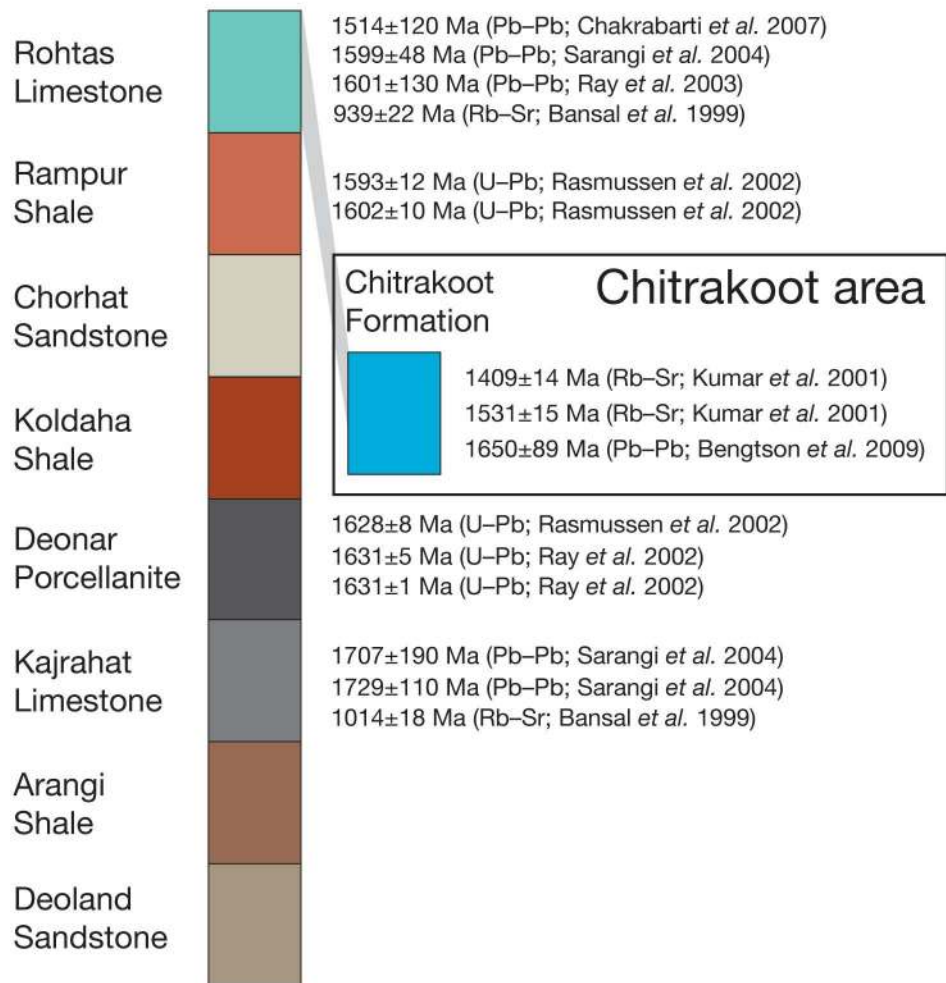 Rohtas
Limestone
1514±120 Ma (Pb–Pb; Chakrabarti et al. 2007)
1599±48 Ma (Pb–Pb; Sarangi et al. 2004)
1601±130 Ma (Pb–Pb; Ray et al. 2003)
939±22 Ma (Rb–Sr; Bansal et al. 1999)
Rampur
Shale
1593±12 Ma (U–Pb; Rasmussen et al. 2002)
1602±10 Ma (U–Pb; Rasmussen et al. 2002)
Chorhat
Sandstone
Chitrakoot area
Chitrakoot
Formation
1409±14 Ma (Rb–Sr; Kumar et al. 2001)
1531±15 Ma (Rb–Sr; Kumar et al. 2001)
1650±89 Ma (Pb–Pb; Bengtson et al. 2009)
Koldaha
Shale
Deonar
Porcellanite
1628±8 Ma (U–Pb; Rasmussen et al. 2002)
1631±5 Ma (U–Pb; Ray et al. 2002)
1631±1 Ma (U–Pb; Ray et al. 2002)
Kajrahat
Limestone
1707±190 Ma (Pb–Pb; Sarangi et al. 2004)
1729±110 Ma (Pb–Pb; Sarangi et al. 2004)
1014±18 Ma (Rb–Sr; Bansal et al. 1999)
Arangi
Shale
Deoland
Sandstone